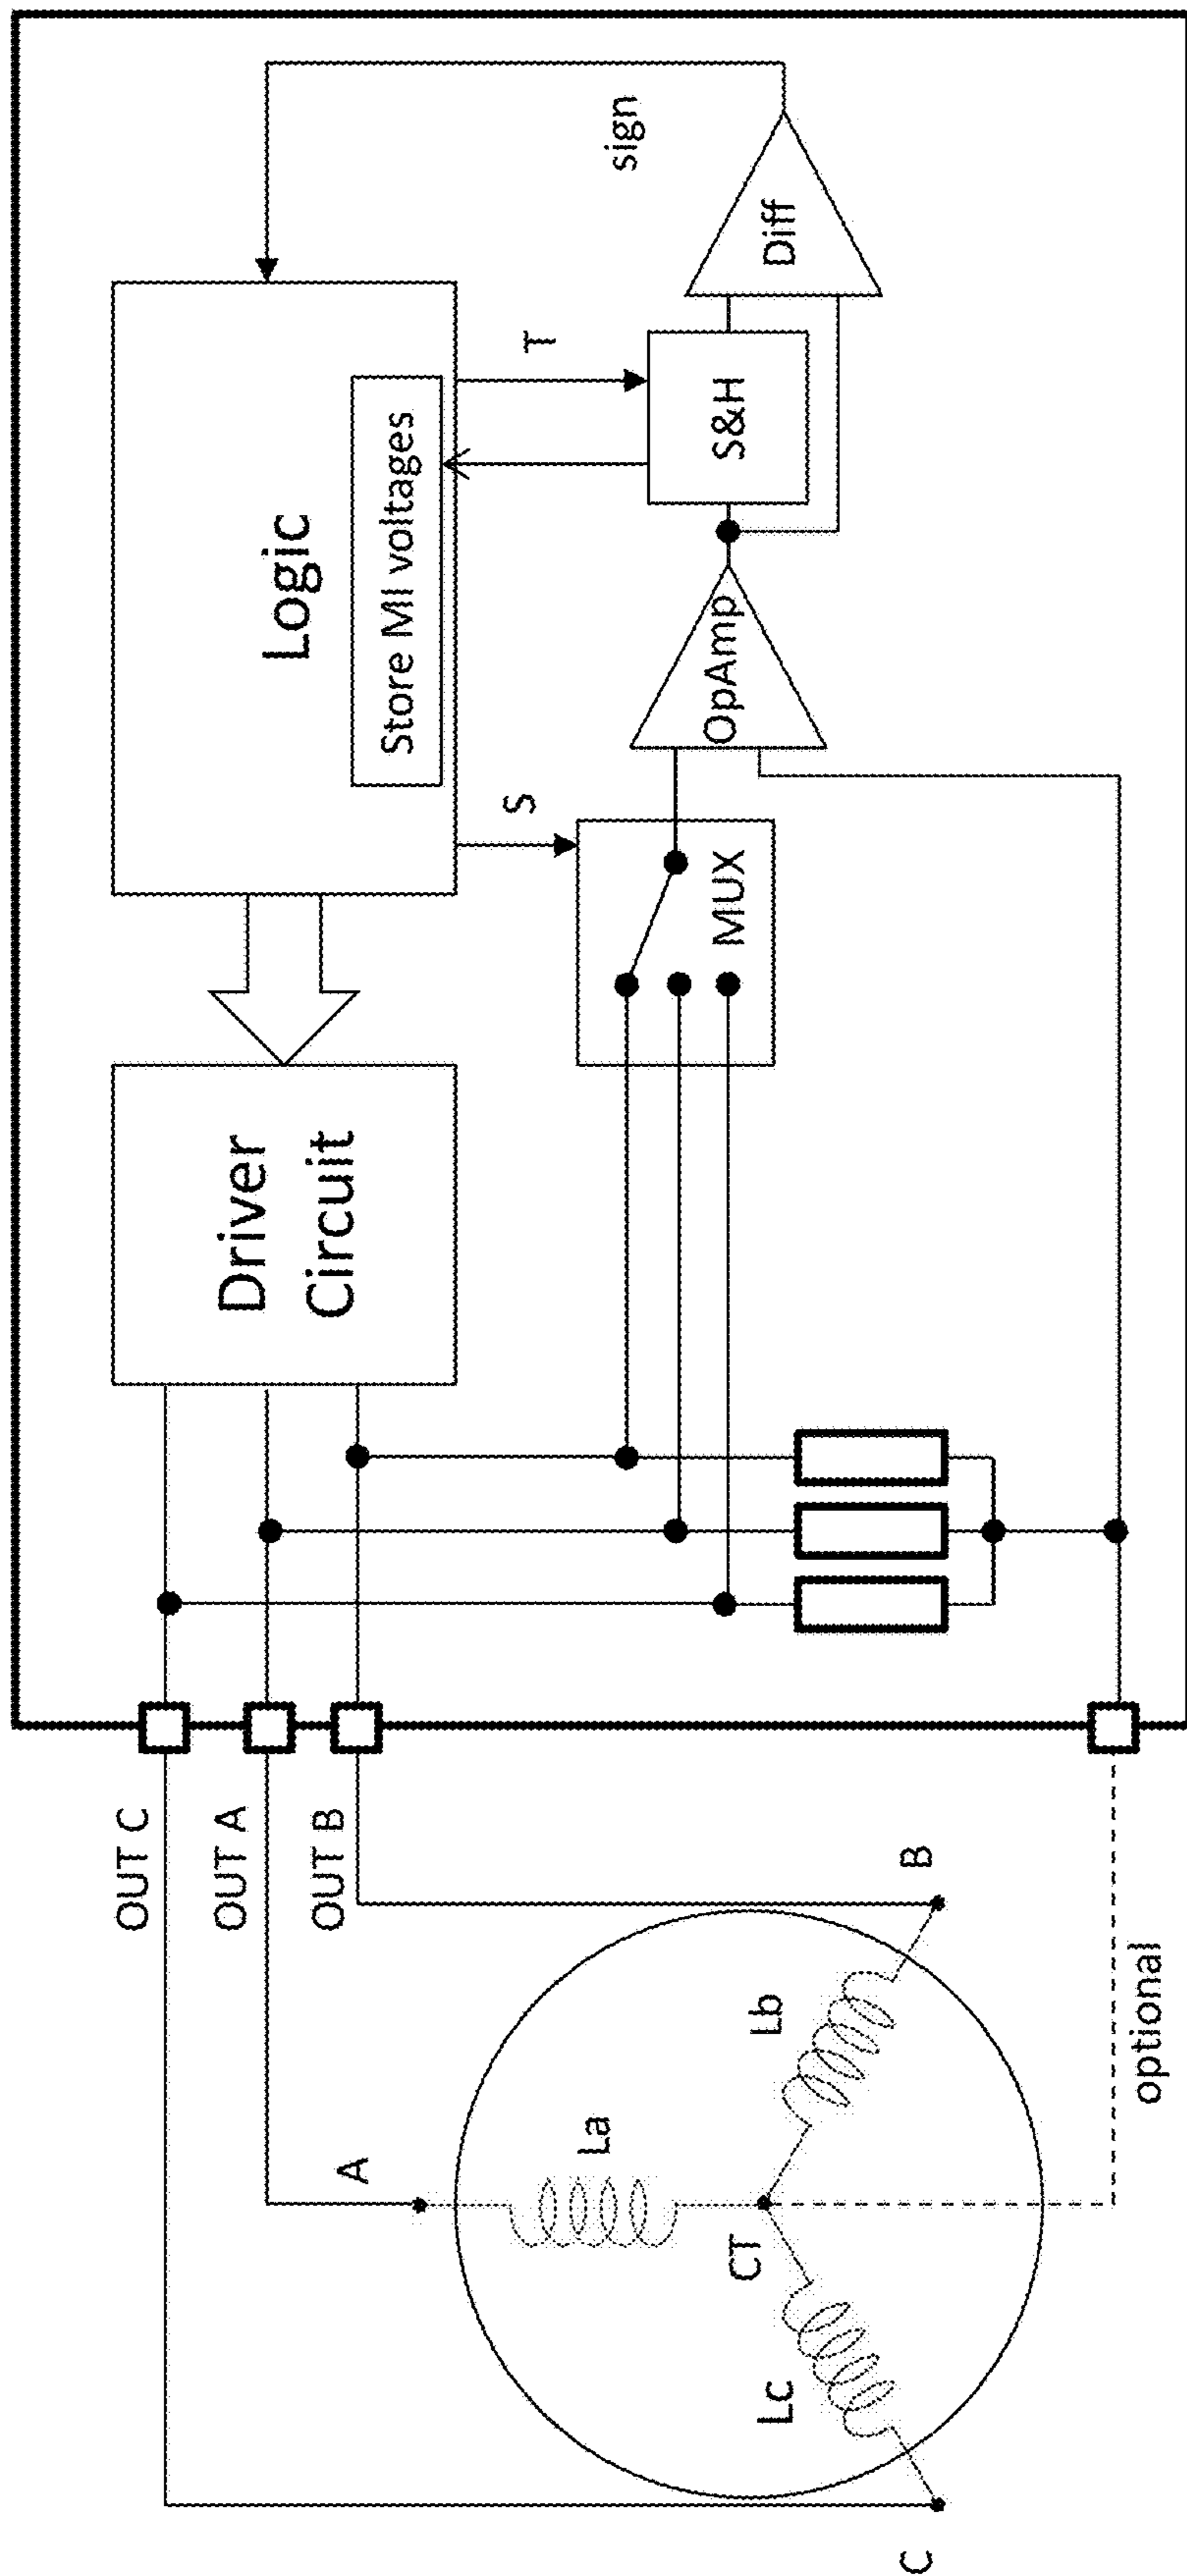 OUT C
OUT A
OUT B
Driver
Circuit
Logic
Store MI voltages
S
T
sign
MUX
OpAmp
S&H
Diff
A
La
CT
Lb
Lc
B
C
optional